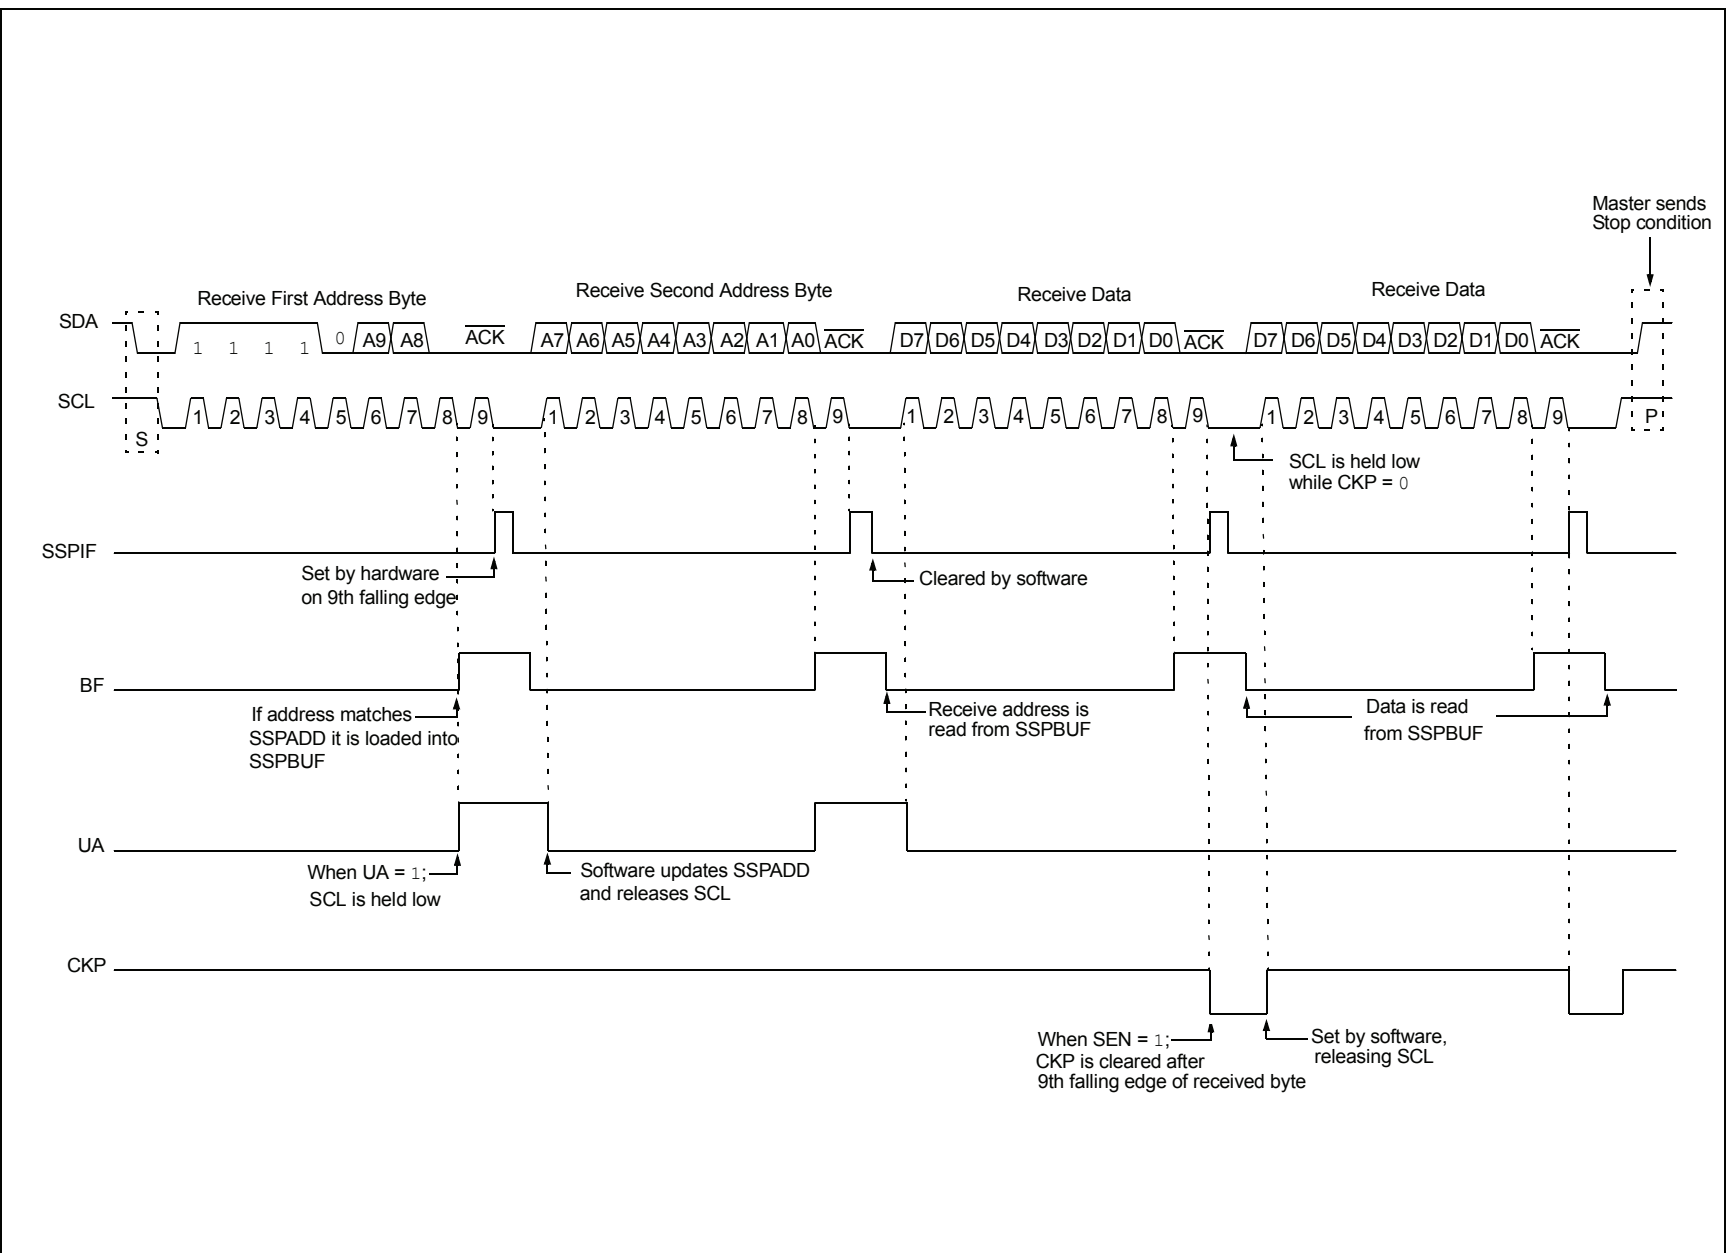 Master sends
Stop condition
Receive First Address Byte
Receive Second Address Byte
Receive Data
Receive Data
SDA
1 1 1 1 0 A9 A8 ACK A7 A6 A5 A4 A3 A2 A1 A0 ACK D7 D6 D5 D4 D3 D2 D1 D0 ACK D7 D6 D5 D4 D3 D2 D1 D0 ACK
SCL
S
1 2 3 4 5 6 7 8 9 1 2 3 4 5 6 7 8 9 1 2 3 4 5 6 7 8 9 1 2 3 4 5 6 7 8 9
P
SCL is held low
while CKP = 0
SSPIF
Set by hardware
on 9th falling edge
Cleared by software
BF
If address matches
SSPADD it is loaded into
SSPBUF
Receive address is
read from SSPBUF
Data is read
from SSPBUF
UA
When UA = 1;
SCL is held low
Software updates SSPADD
and releases SCL
CKP
When SEN = 1;
CKP is cleared after
9th falling edge of received byte
Set by software,
releasing SCL